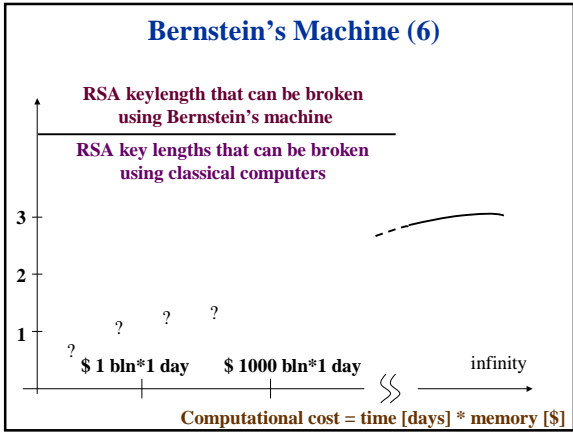 Bernstein's Machine (6)
RSA keylength that can be broken
using Bernstein's machine
RSA key lengths that can be broken
using classical computers
3
2
1
? ? ? ?
$ 1 bln*1 day $ 1000 bln*1 day infinity
Computational cost = time [days] * memory [$]